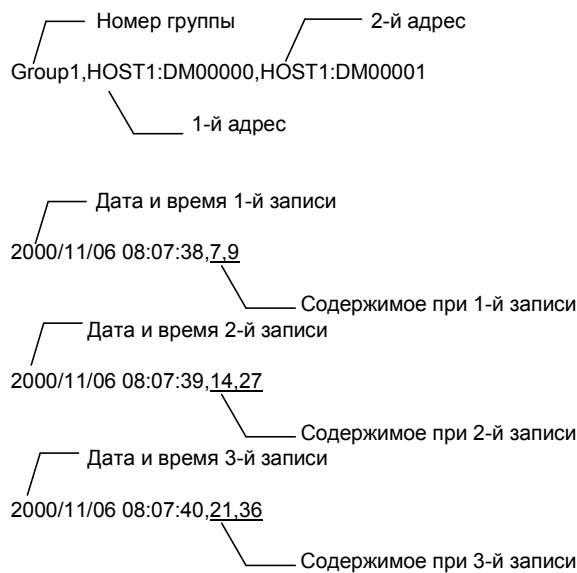 Номер группы
2-й адрес
Group1,HOST1:DM00000,HOST1:DM00001
1-й адрес
Дата и время 1-й записи
2000/11/06 08:07:38,7,9
Содержимое при 1-й записи
Дата и время 2-й записи
2000/11/06 08:07:39,14,27
Содержимое при 2-й записи
Дата и время 3-й записи
2000/11/06 08:07:40,21,36
Содержимое при 3-й записи